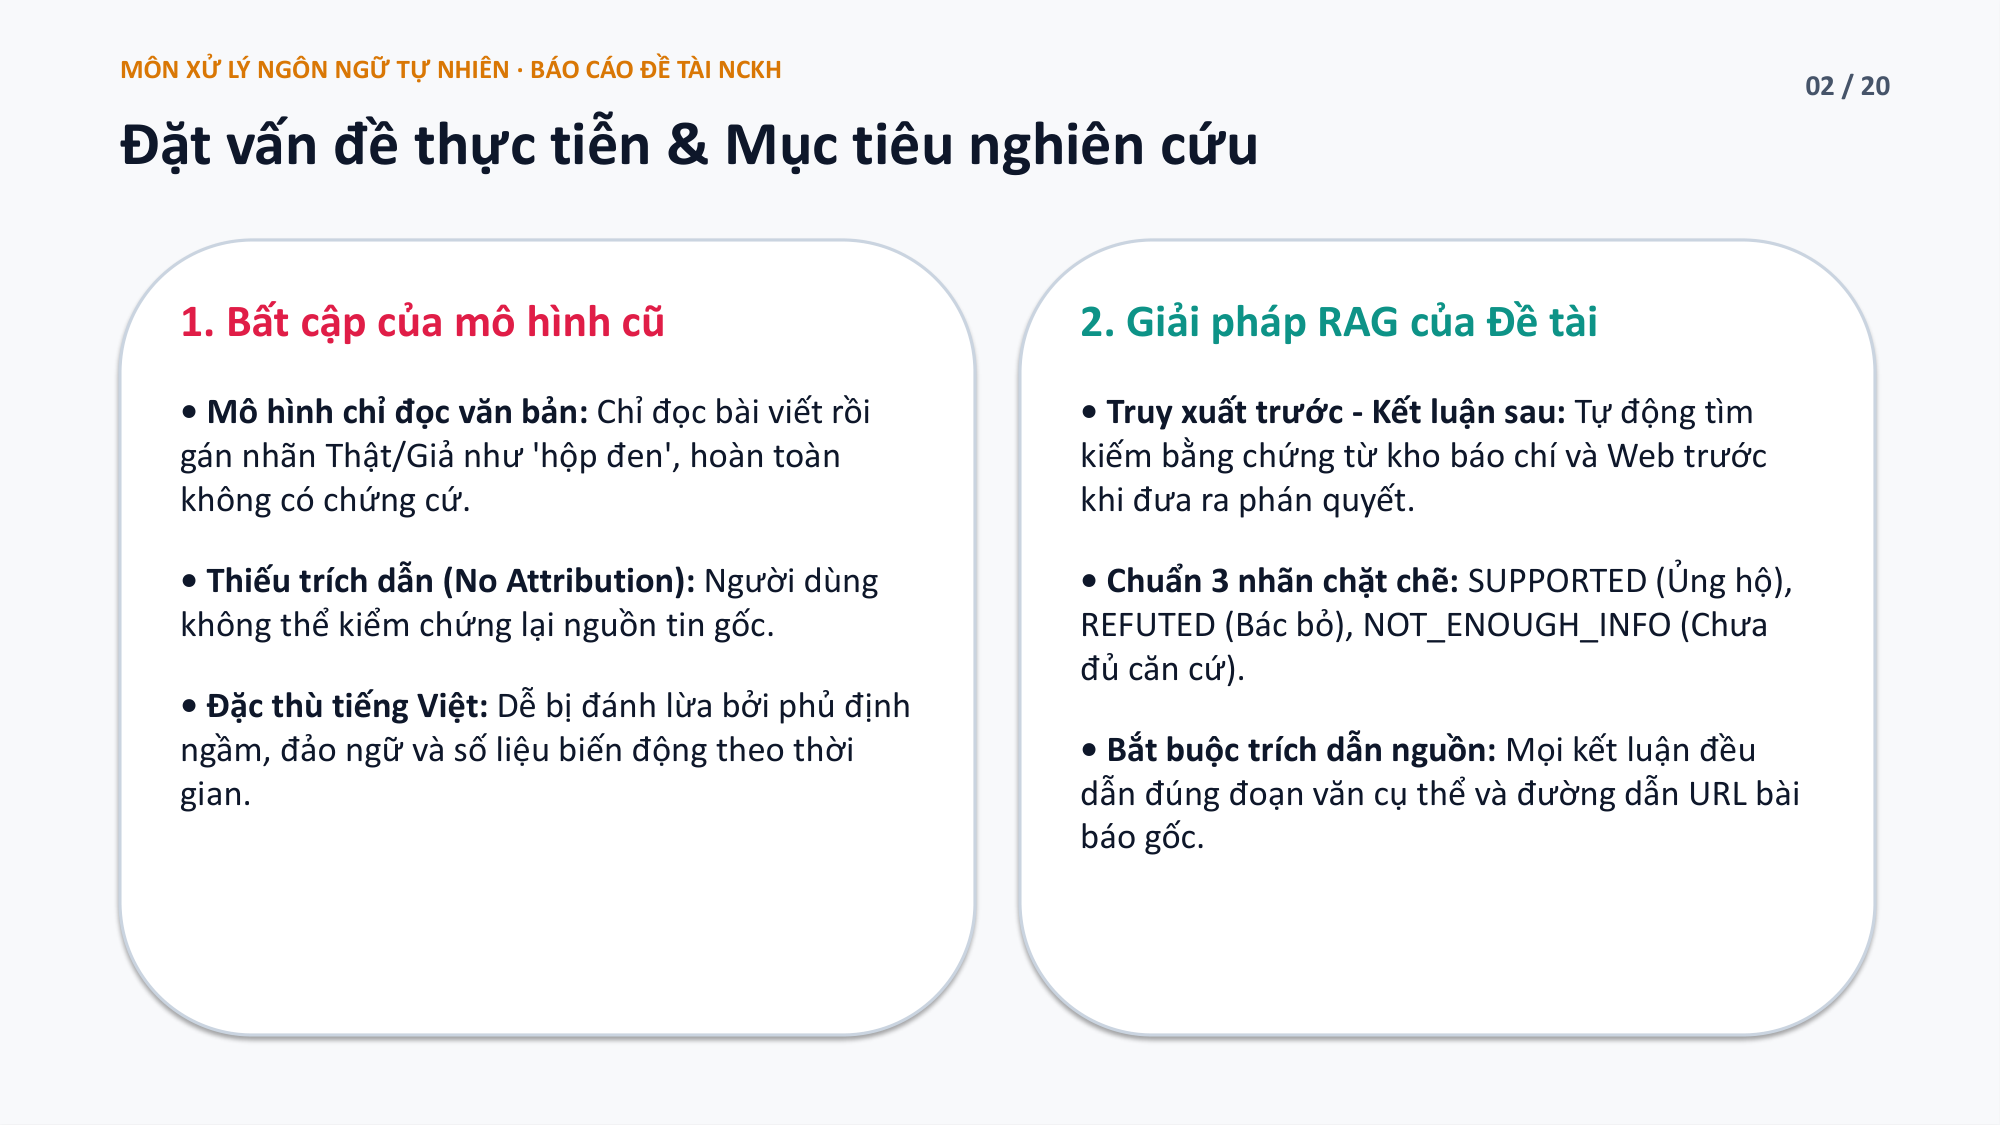 MÔN XỬ LÝ NGÔN NGỮ TỰ NHIÊN · BÁO CÁO ĐỀ TÀI NCKH
02 / 20
Đặt vấn đề thực tiễn & Mục tiêu nghiên cứu
1. Bất cập của mô hình cũ
• Mô hình chỉ đọc văn bản: Chỉ đọc bài viết rồi
gán nhãn Thật/Giả như 'hộp đen', hoàn toàn
không có chứng cứ.
• Thiếu trích dẫn (No Attribution): Người dùng
không thể kiểm chứng lại nguồn tin gốc.
• Đặc thù tiếng Việt: Dễ bị đánh lừa bởi phủ định
ngầm, đảo ngữ và số liệu biến động theo thời
gian.
2. Giải pháp RAG của Đề tài
• Truy xuất trước - Kết luận sau: Tự động tìm
kiếm bằng chứng từ kho báo chí và Web trước
khi đưa ra phán quyết.
• Chuẩn 3 nhãn chặt chẽ: SUPPORTED (Ủng hộ),
REFUTED (Bác bỏ), NOT_ENOUGH_INFO (Chưa
đủ căn cứ).
• Bắt buộc trích dẫn nguồn: Mọi kết luận đều
dẫn đúng đoạn văn cụ thể và đường dẫn URL bài
báo gốc.